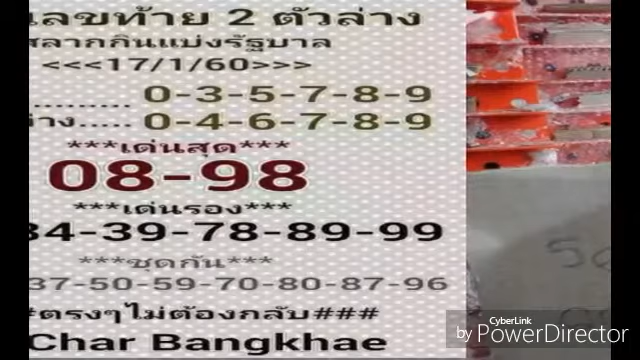 เลขท้าย 2 ตัวล่าง
สลากกินแบ่งรัฐบาล
<<<17/1/60>>>
......... 0-3-5-7-8-9
ง..... 0-4-6-7-8-9
***เด่นสุด***
08-98
***เด่นรอง***
34-39-78-89-99
***ชุดกัน***
37-50-59-70-80-87-96
#ตรงๆไม่ต้องกลับ###
Char Bangkhae
CyberLink
by PowerDirector